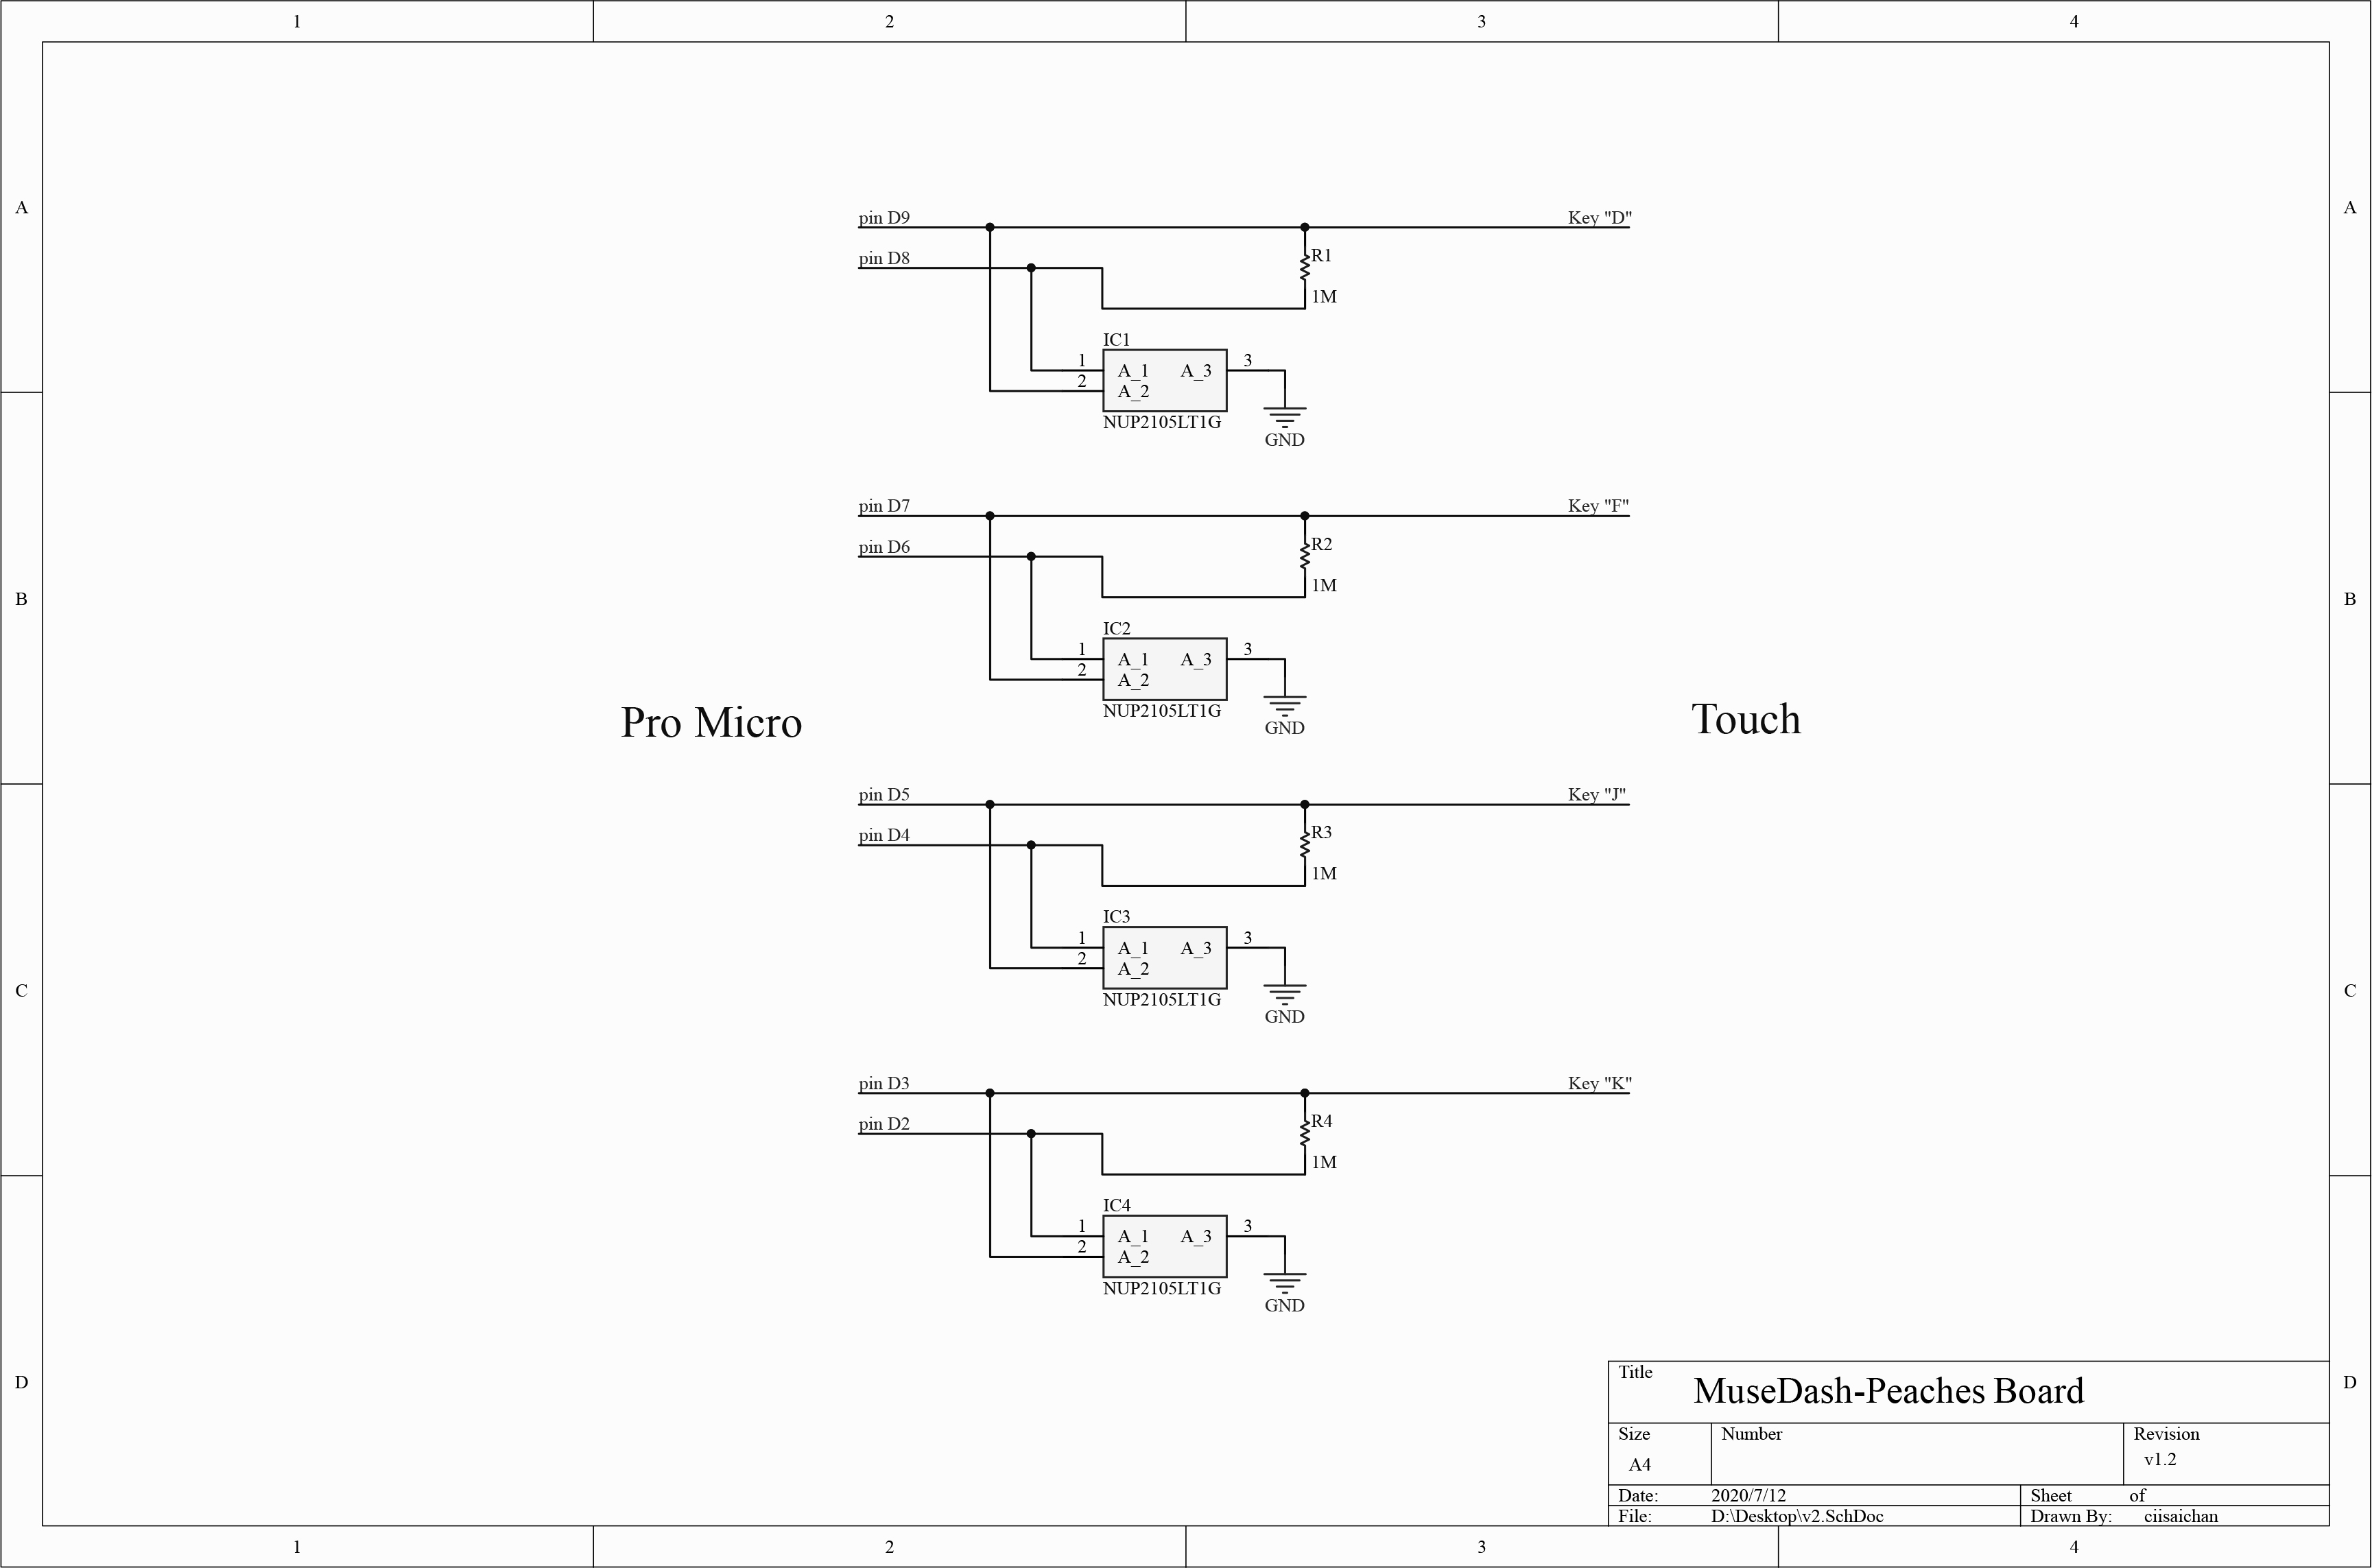 1 2 3 4
A A
pin D9 Key "D"
pin D8 R1
1M
IC1
1 A_1 A_3 3
2 A_2
NUP2105LT1G
GND
pin D7 Key "F"
pin D6 R2
1M
B B
IC2
1 A_1 A_3 3
2 A_2
NUP2105LT1G
GND
Pro Micro Touch
pin D5 Key "J"
pin D4 R3
1M
IC3
1 A_1 A_3 3
2 A_2
C C
NUP2105LT1G
GND
pin D3 Key "K"
pin D2 R4
1M
IC4
1 A_1 A_3 3
2 A_2
NUP2105LT1G
GND
D D
Title
MuseDash-Peaches Board
Size Number Revision
A4 v1.2
Date: 2020/7/12 Sheet of
File: D:\Desktop\v2.SchDoc Drawn By: ciisaichan
1 2 3 4